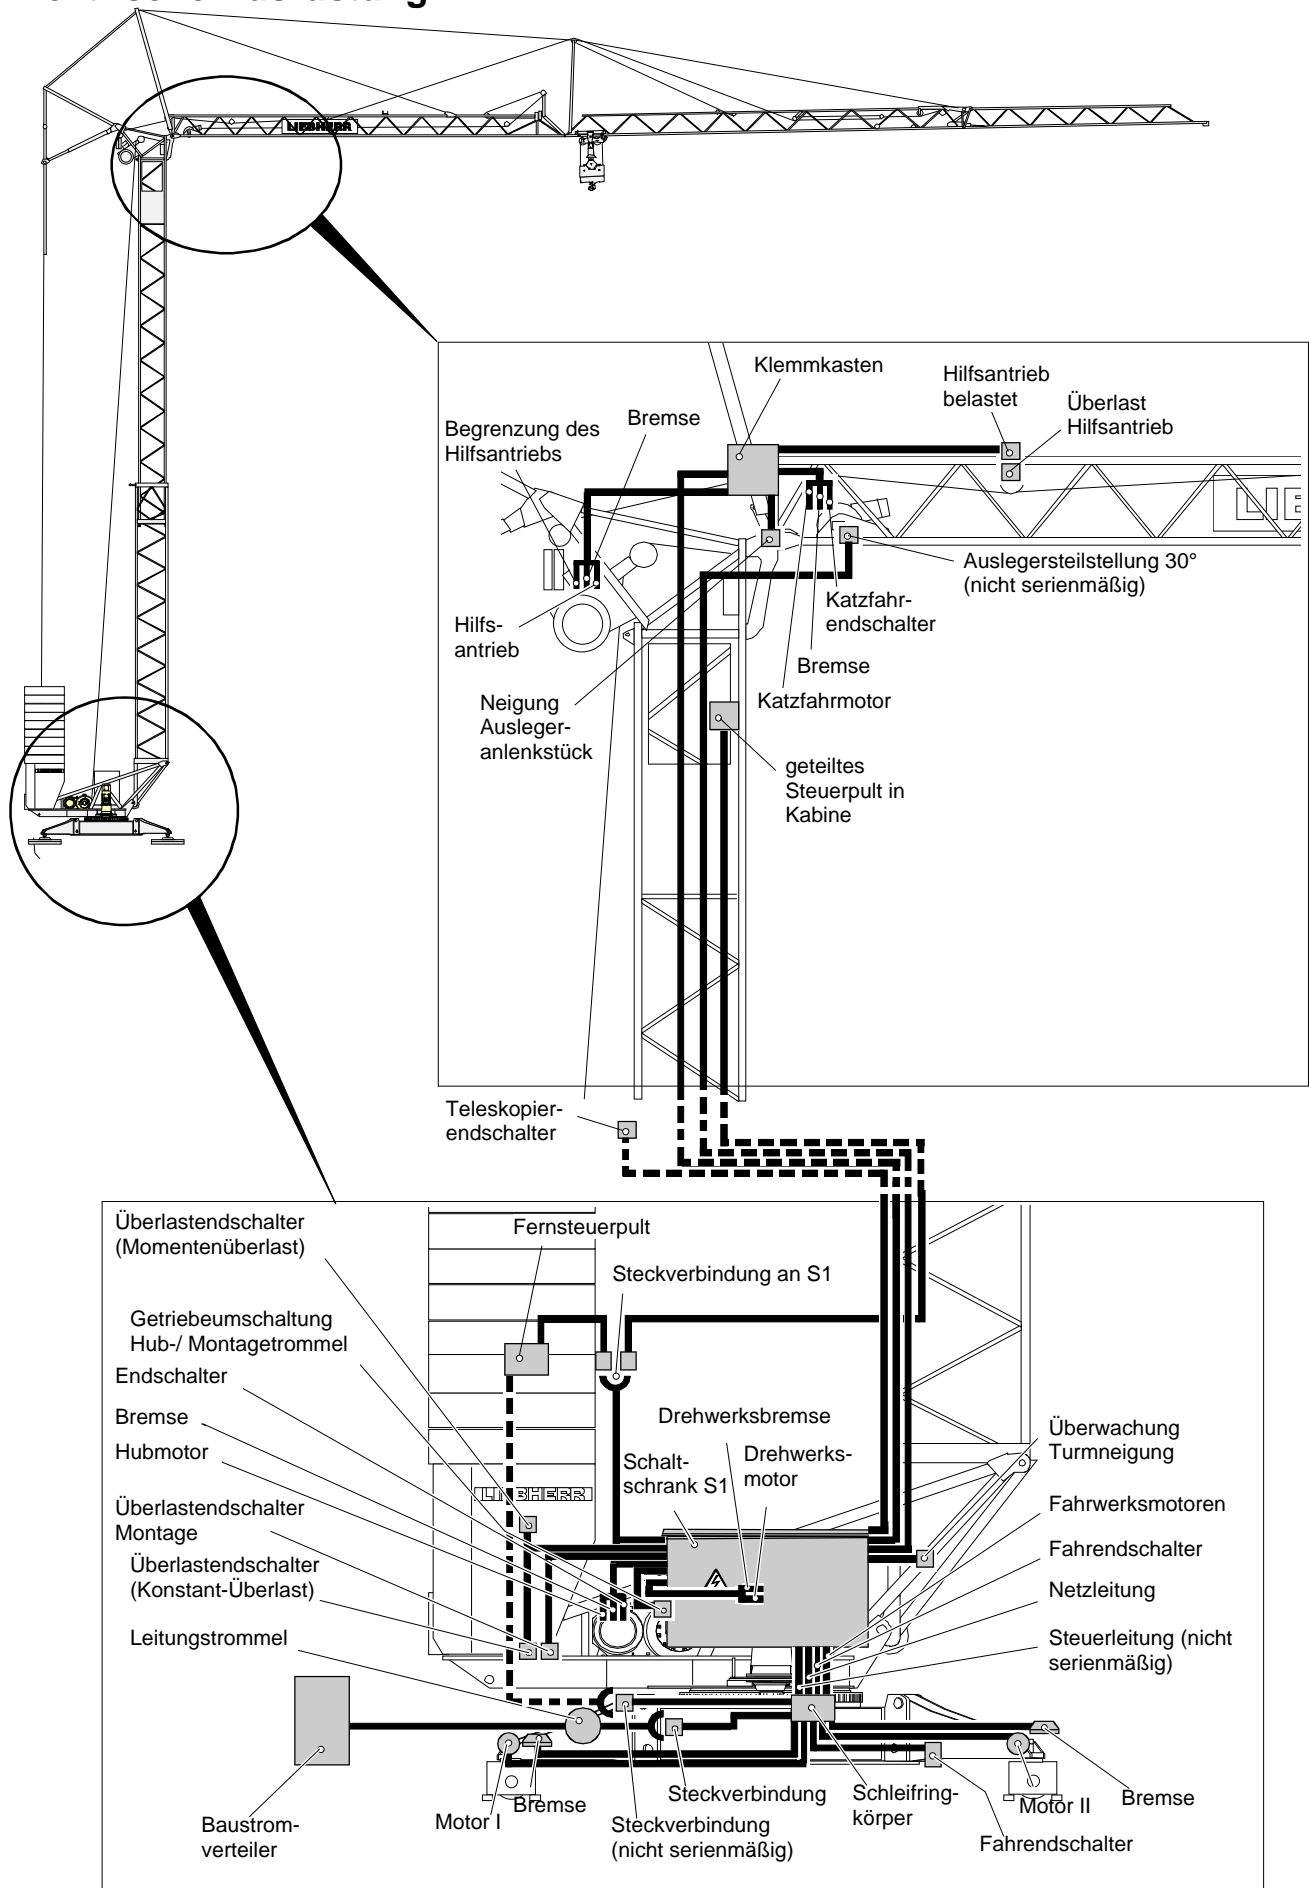 LIEBHERR
Klemmkasten
Hilfsantrieb
belastet
Überlast
Hilfsantrieb
Begrenzung des
Hilfsantriebs
Bremse
Auslegersteilstellung 30°
(nicht serienmäßig)
Katzfahr-
endschalter
Hilfs-
antrieb
Bremse
Katzfahrmotor
Neigung
Ausleger-
anlenkstück
geteiltes
Steuerpult in
Kabine
Teleskopier-
endschalter
Überlastendschalter
(Momentenüberlast)
Fernsteuerpult
Steckverbindung an S1
Getriebeumschaltung
Hub-/ Montagetrommel
Endschalter
Bremse
Hubmotor
Drehwerksbremse
Drehwerks-
motor
Schalt-
schrank S1
Überwachung
Turmneigung
LIEBHERR
Überlastendschalter
Montage
Fahrwerksmotoren
Fahrendschalter
Überlastendschalter
(Konstant-Überlast)
Netzleitung
Leitungstrommel
Steuerleitung (nicht
serienmäßig)
Baustrom-
verteiler
Motor I
Bremse
Steckverbindung
(nicht serienmäßig)
Steckverbindung
Schleifring-
körper
Motor II
Bremse
Fahrendschalter